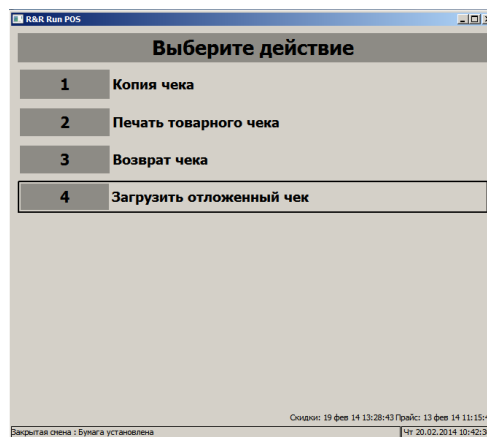 R&R Run POS
Выберите действие
1 Копия чека
2 Печать товарного чека
3 Возврат чека
4 Загрузить отложенный чек
Скидки: 19 фев 14 13:28:43 Прайс: 13 фев 14 11:15:
Закрытая смена : Бумага установлена Чт 20.02.2014 10:42:3